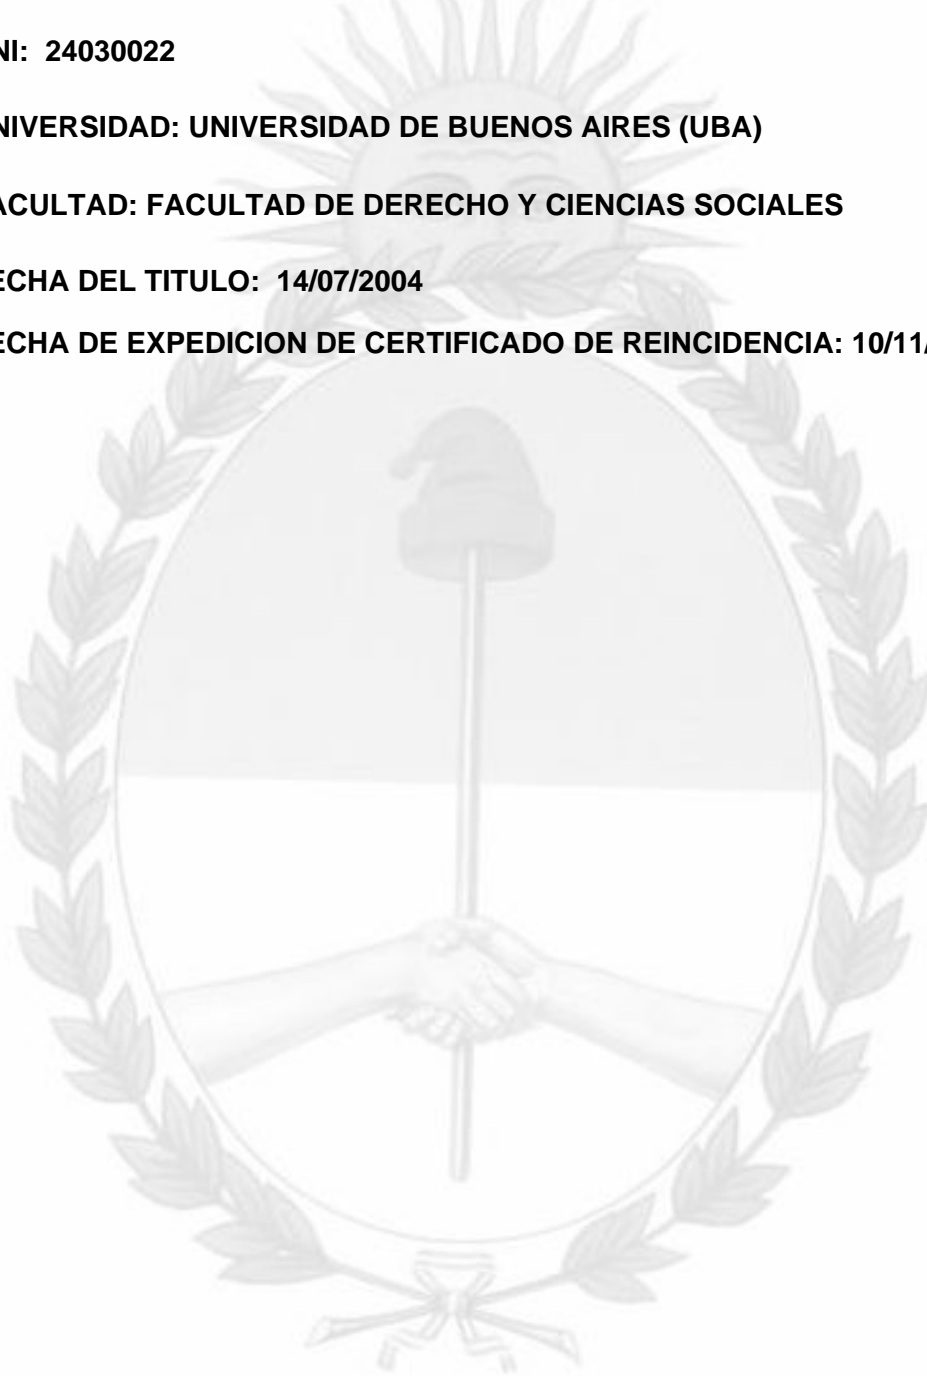 NI: 24030022
NIVERSIDAD: UNIVERSIDAD DE BUENOS AIRES (UBA)
ACULTAD: FACULTAD DE DERECHO Y CIENCIAS SOCIALES
ECHA DEL TITULO: 14/07/2004
ECHA DE EXPEDICION DE CERTIFICADO DE REINCIDENCIA: 10/11/